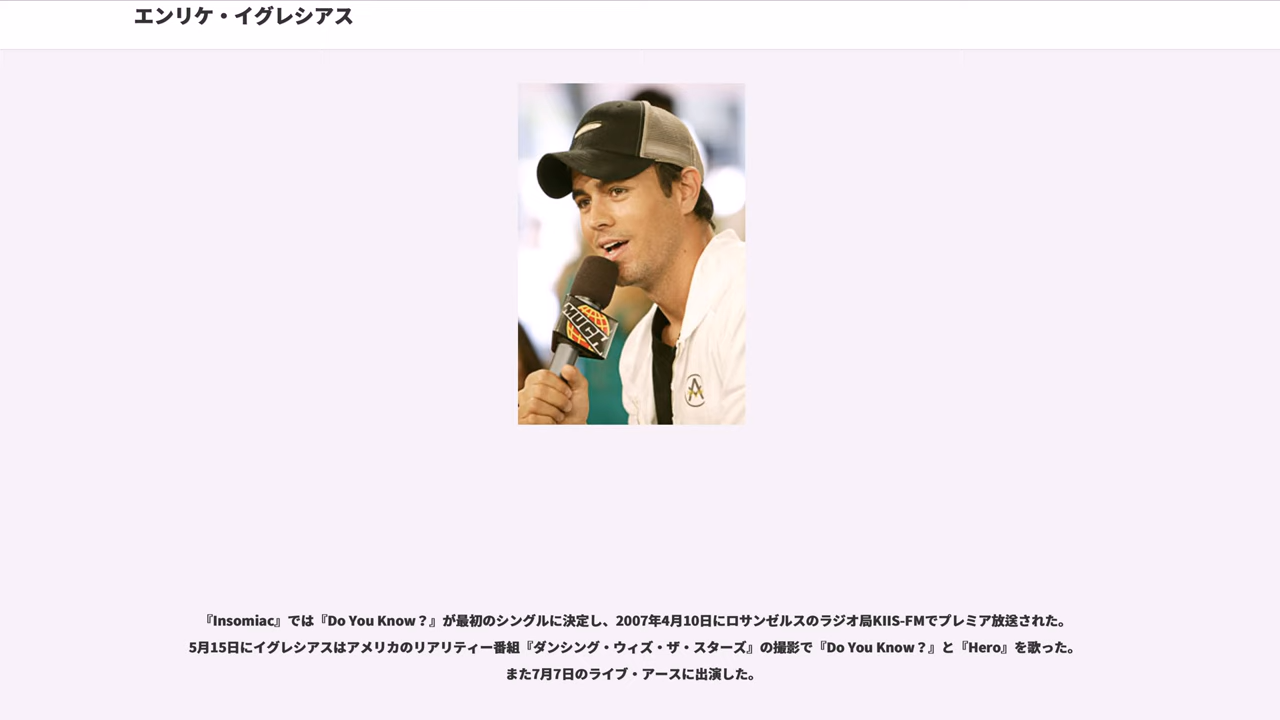 エンリケ・イグレシアス
MUCH
『Insomiac』では『Do You Know？』が最初のシングルに決定し、2007年4月10日にロサンゼルスのラジオ局KIIS-FMでプレミア放送された。
5月15日にイグレシアスはアメリカのリアリティー番組『ダンシング・ウィズ・ザ・スターズ』の撮影で『Do You Know？』と『Hero』を歌った。
また7月7日のライブ・アースに出演した。